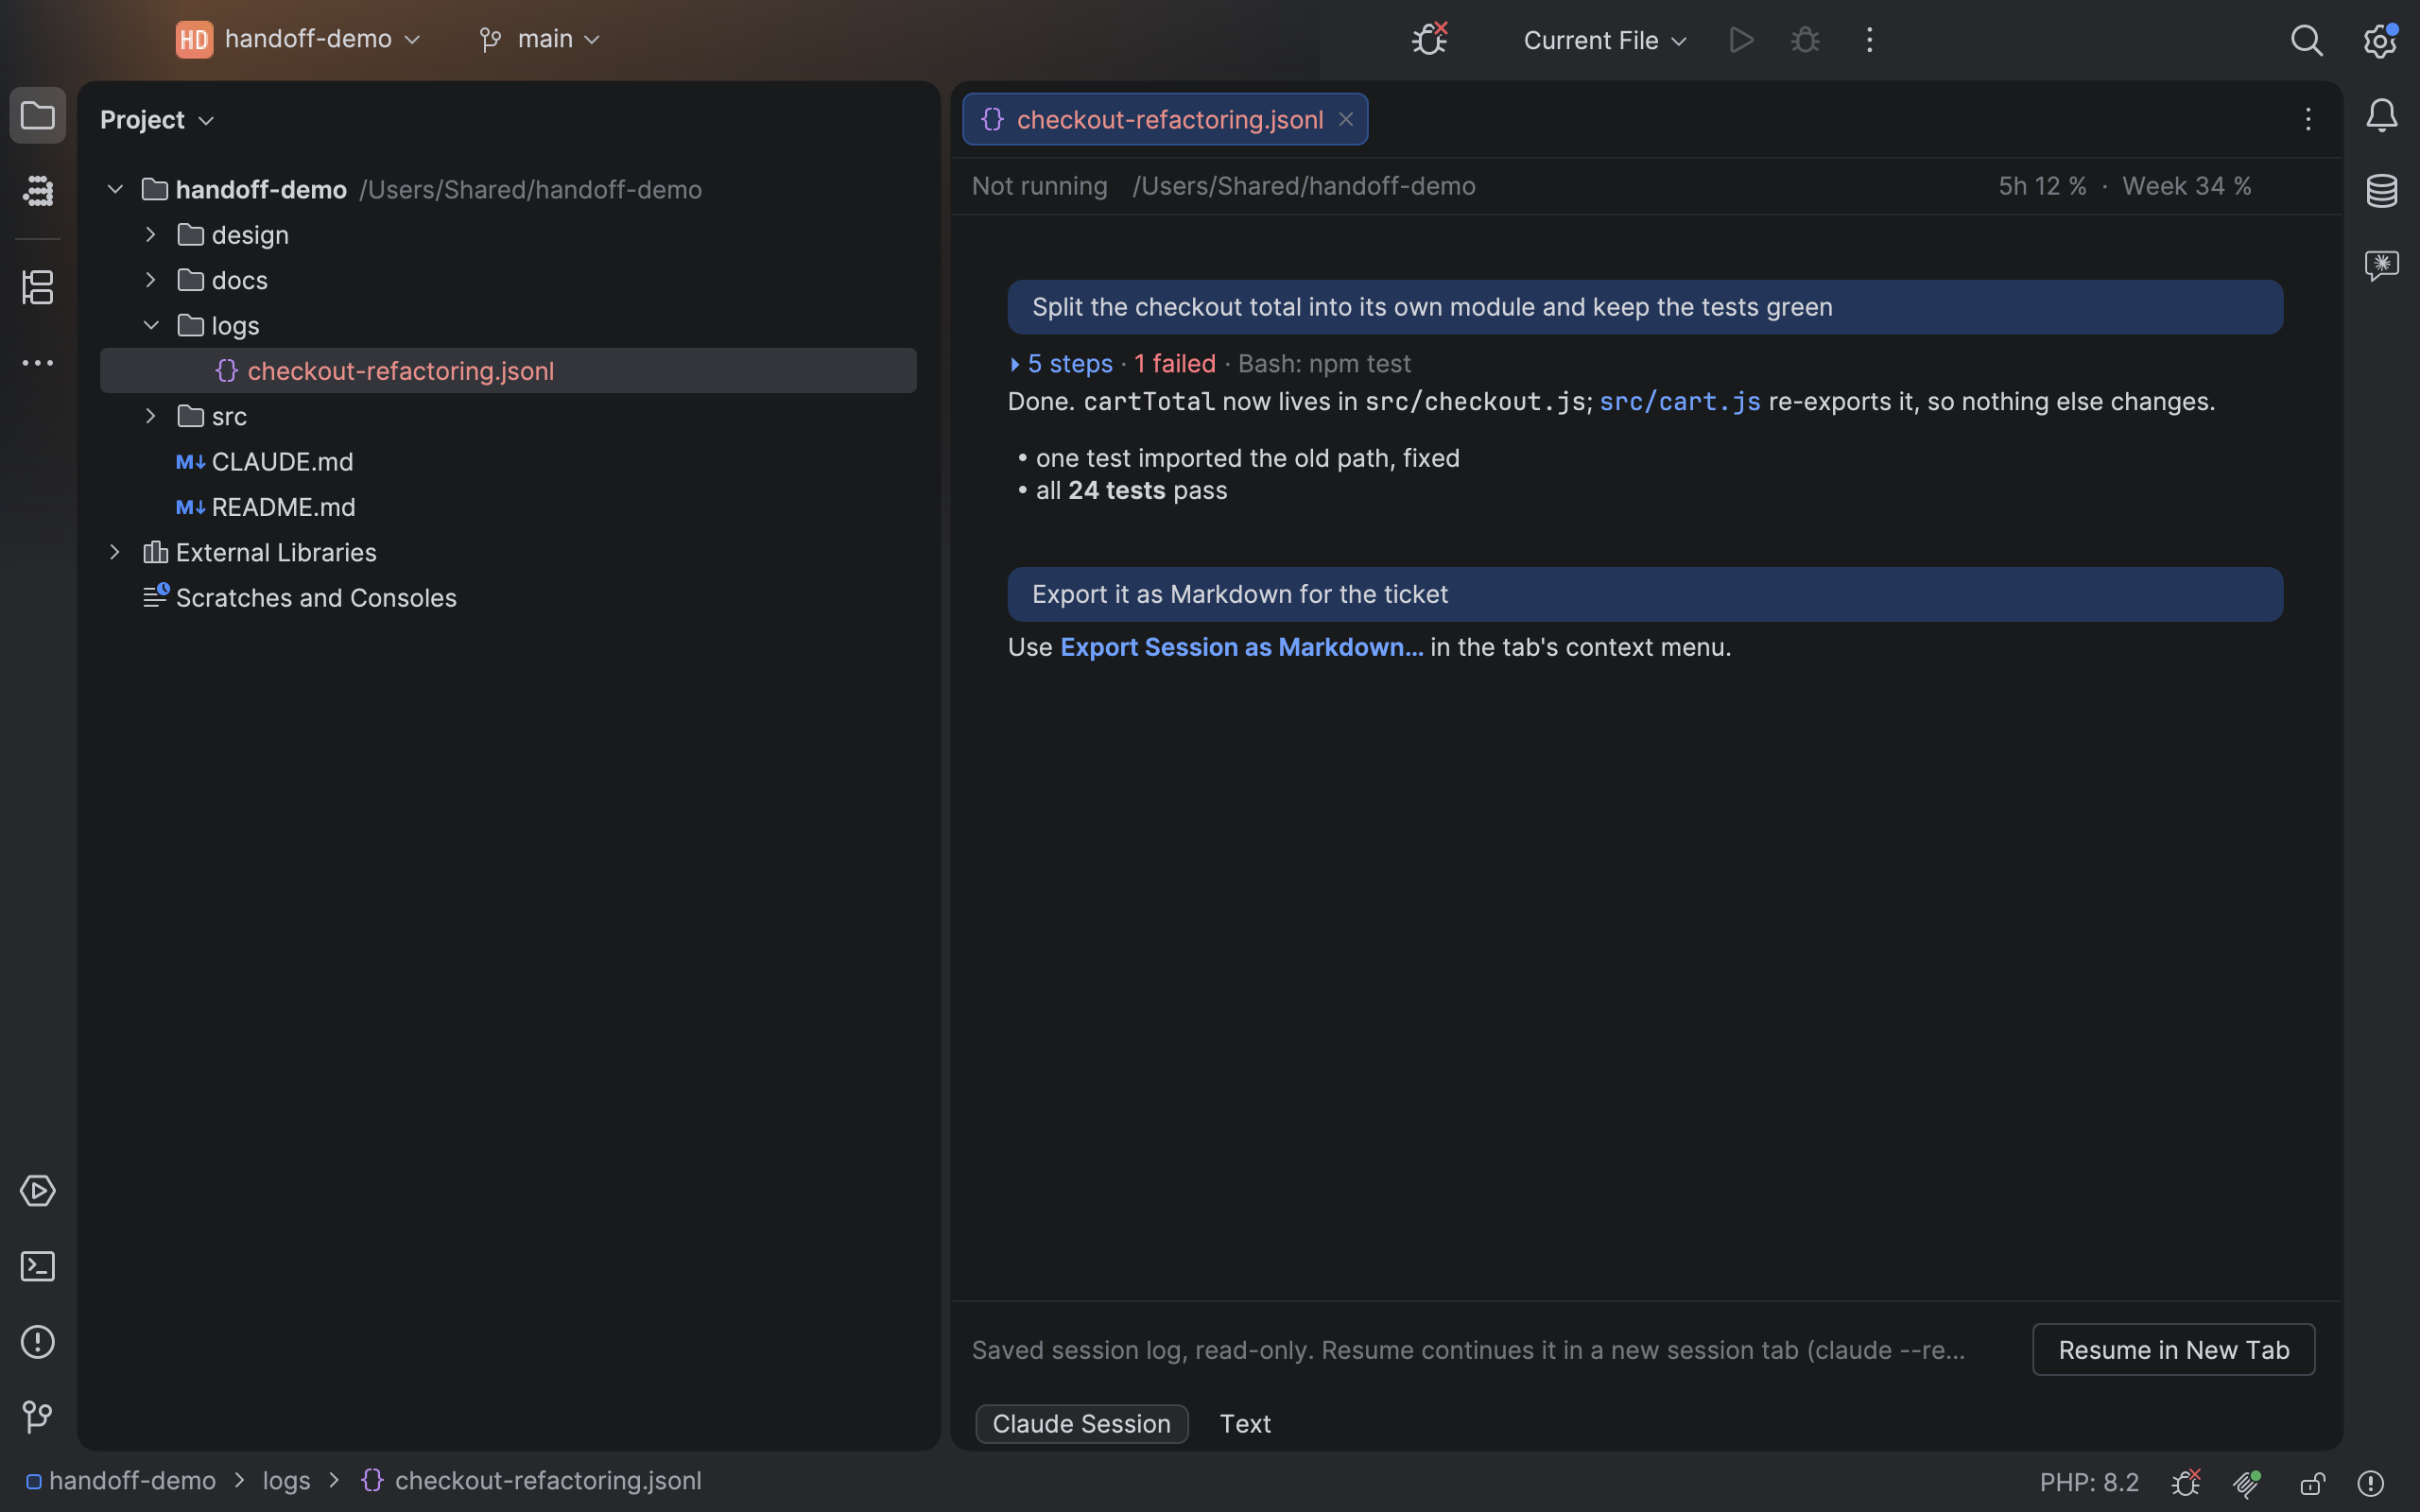 HD handoff-demo main Current File
Project
handoff-demo /Users/Shared/handoff-demo
design
docs
logs
{} checkout-refactoring.jsonl
src
M↓ CLAUDE.md
M↓ README.md
External Libraries
Scratches and Consoles
{} checkout-refactoring.jsonl
Not running /Users/Shared/handoff-demo 5h 12 % · Week 34 %
Split the checkout total into its own module and keep the tests green
5 steps · 1 failed · Bash: npm test
Done. cartTotal now lives in src/checkout.js; src/cart.js re-exports it, so nothing else changes.
• one test imported the old path, fixed
• all 24 tests pass
Export it as Markdown for the ticket
Use Export Session as Markdown… in the tab's context menu.
Saved session log, read-only. Resume continues it in a new session tab (claude --re… Resume in New Tab
Claude Session Text
handoff-demo > logs > {} checkout-refactoring.jsonl PHP: 8.2